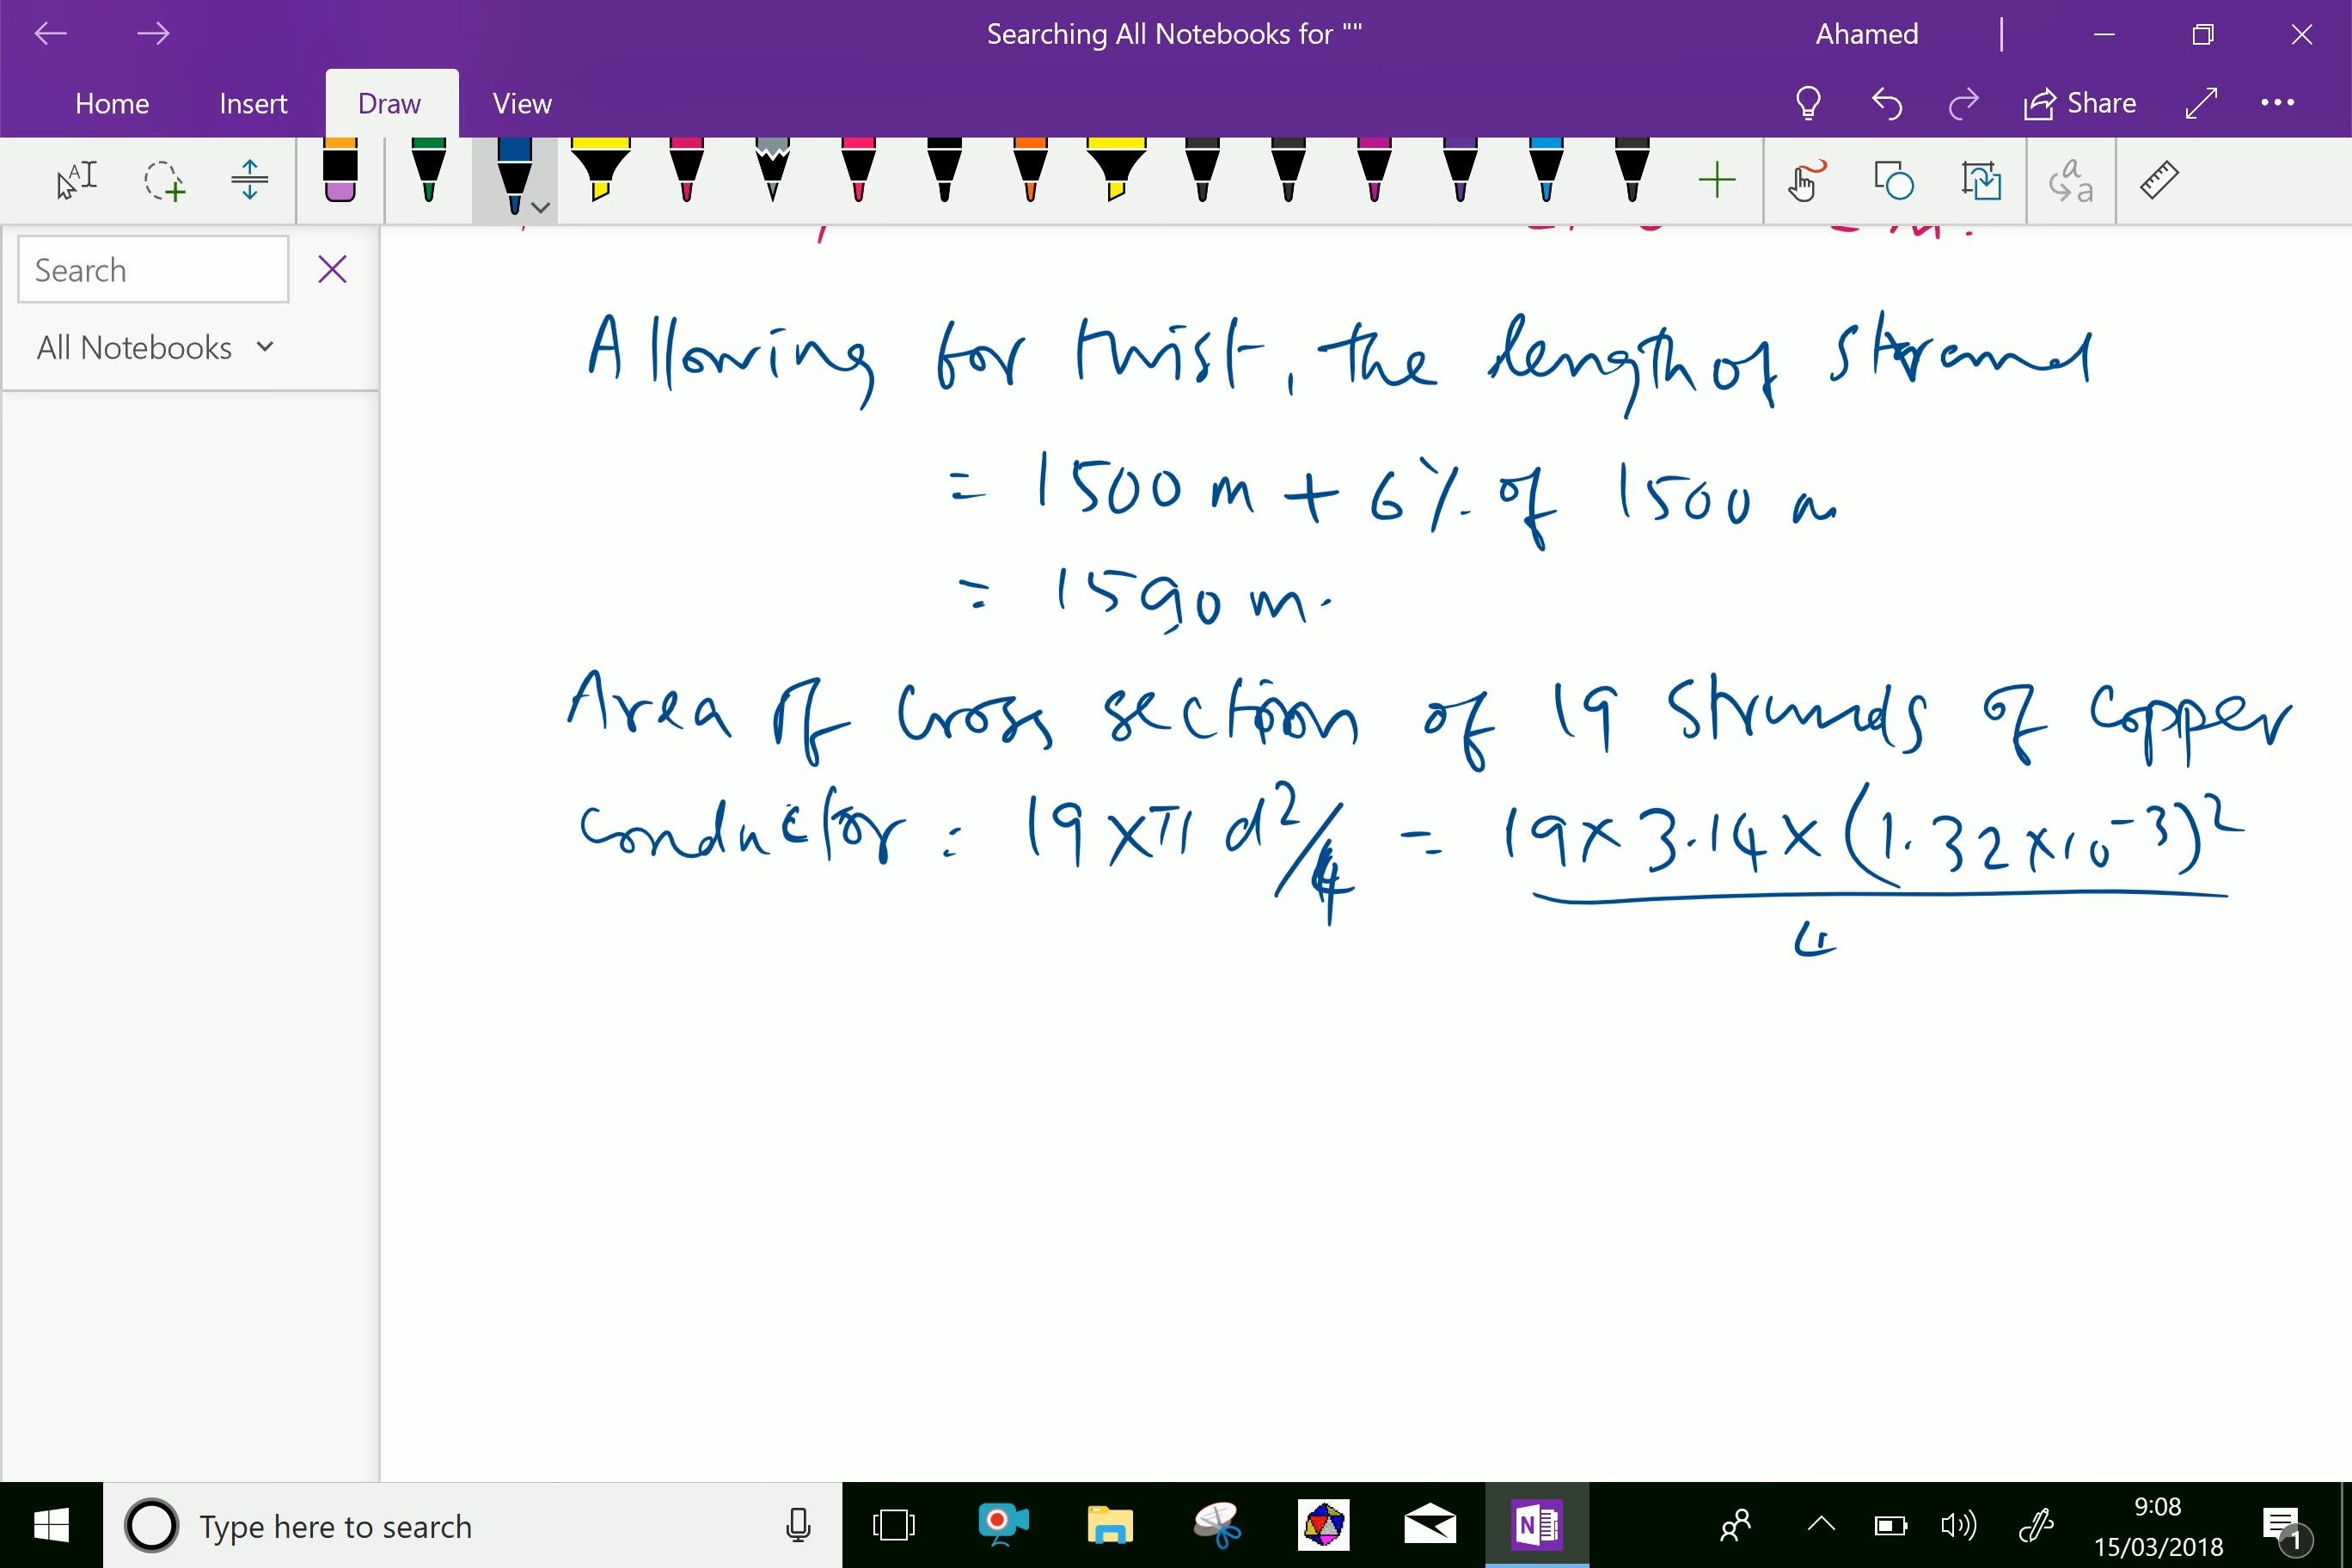 Searching All Notebooks for ""
Ahamed
Home Insert Draw View
Share
Search
All Notebooks
Allowing for twist, the length of strand
= 1500 m + 6% of 1500 m
= 1590 m.
Area of Cross section of 19 strands of Copper
conductor = 19 × π d²/4 = 19 × 3.14 × (1.32 × 10⁻³)²
4
Type here to search
9:08
15/03/2018
1